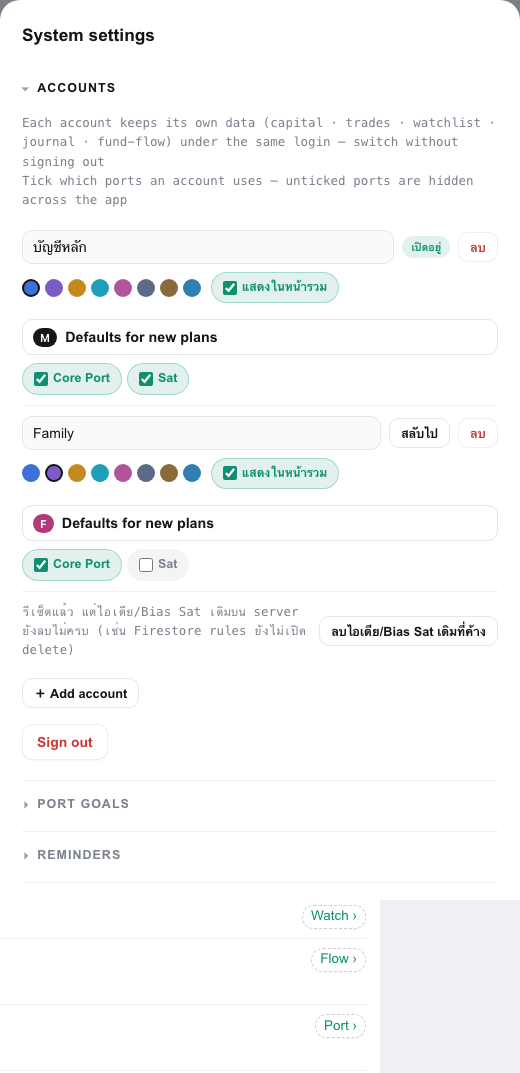 System settings
ACCOUNTS
Each account keeps its own data (capital · trades · watchlist ·
journal · fund-flow) under the same login — switch without
signing out
Tick which ports an account uses — unticked ports are hidden
across the app
บัญชีหลัก
เปิดอยู่
ลบ
แสดงในหน้ารวม
M Defaults for new plans
Core Port
Sat
Family
สลับไป
ลบ
แสดงในหน้ารวม
F Defaults for new plans
Core Port
Sat
รีเซ็ตแล้ว แต่ไอเดีย/Bias Sat เดิมบน server
ยังลบไม่ครบ (เช่น Firestore rules ยังไม่เปิด
delete)
ลบไอเดีย/Bias Sat เดิมที่ค้าง
+ Add account
Sign out
PORT GOALS
REMINDERS
Watch ›
Flow ›
Port ›